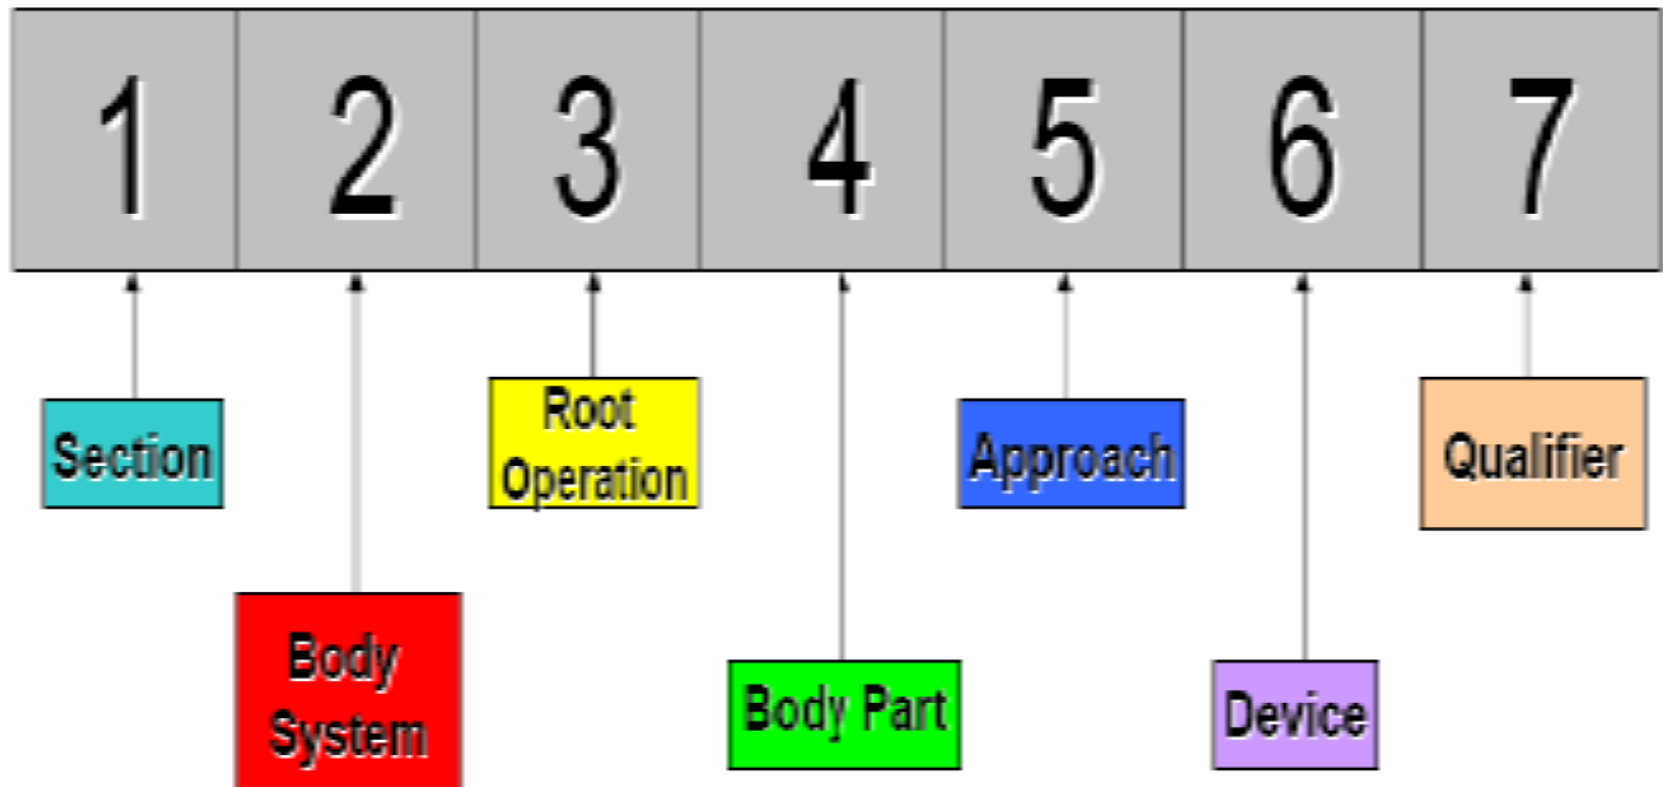 1 2 3 4 5 6 7
Section
Body
System
Root
Operation
Body Part
Approach
Device
Qualifier